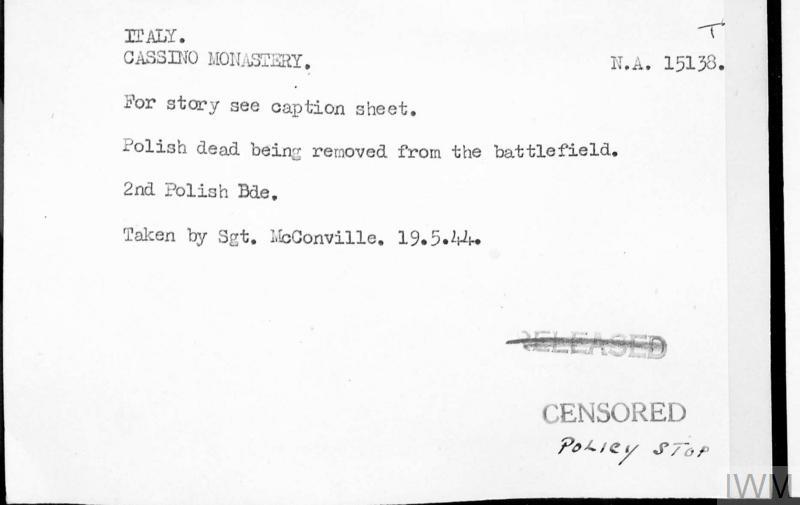 T
ITALY.
CASSINO MONASTERY.
N.A. 15138.
For story see caption sheet.
Polish dead being removed from the battlefield.
2nd Polish Bde.
Taken by Sgt. McConville. 19.5.44.
RELEASED
CENSORED
POLICY STOP
IWM